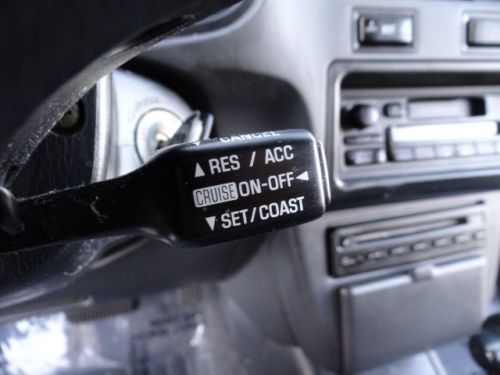 ▼ CANCEL
▲ RES / ACC
CRUISE ON-OFF ◄
▼ SET/COAST